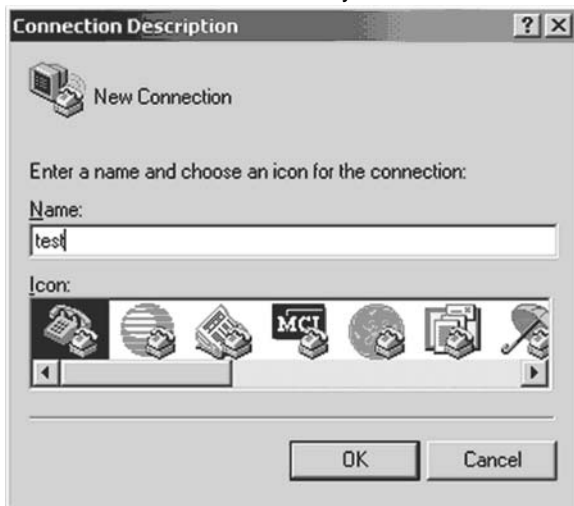 Connection Description
New Connection
Enter a name and choose an icon for the connection:
Name:
test
Icon:
MCI
OK Cancel